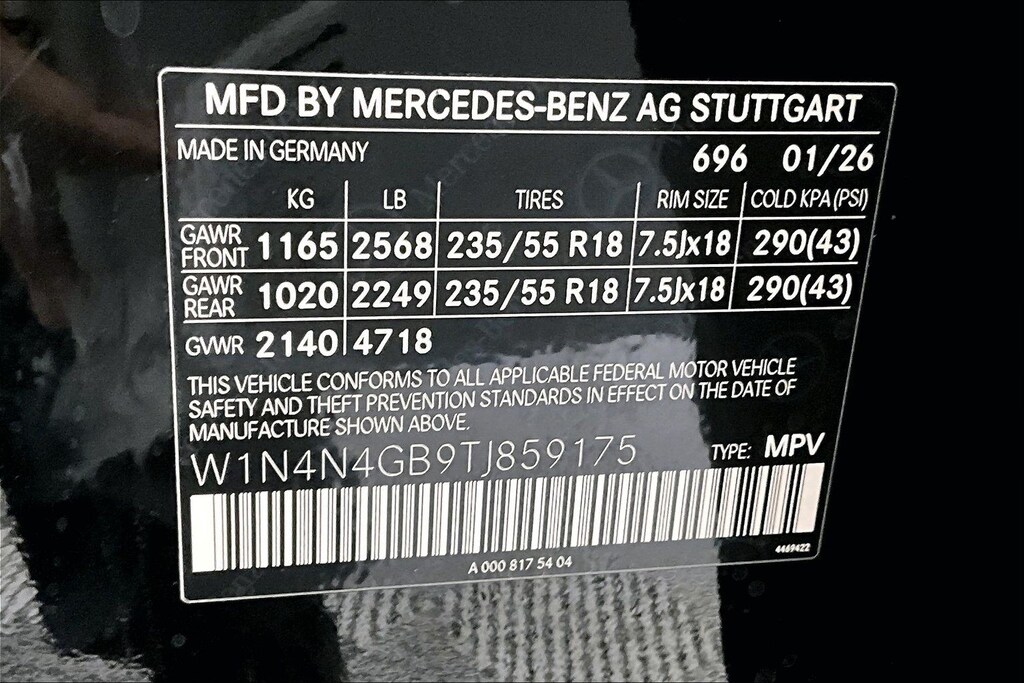 MFD BY MERCEDES-BENZ AG STUTTGART
MADE IN GERMANY 696 01/26
KG LB TIRES RIM SIZE COLD KPA (PSI)
GAWR FRONT 1165 2568 235/55 R18 7.5Jx18 290(43)
GAWR REAR 1020 2249 235/55 R18 7.5Jx18 290(43)
GVWR 2140 4718
THIS VEHICLE CONFORMS TO ALL APPLICABLE FEDERAL MOTOR VEHICLE
SAFETY AND THEFT PREVENTION STANDARDS IN EFFECT ON THE DATE OF
MANUFACTURE SHOWN ABOVE.
W1N4N4GB9TJ859175 TYPE: MPV
4469422
A 000 817 54 04